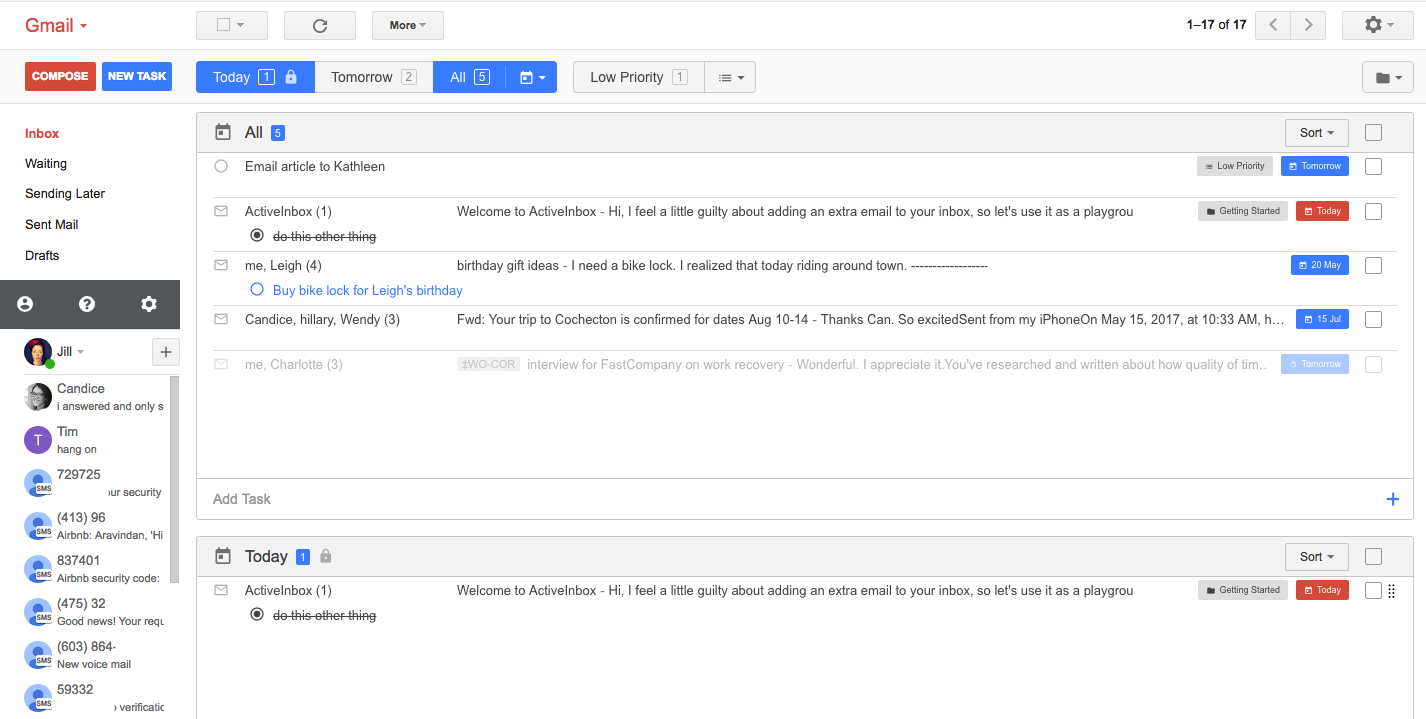 Gmail
More
1–17 of 17
COMPOSE NEW TASK
Today 1 Tomorrow 2 All 5 Low Priority 1
Inbox
Waiting
Sending Later
Sent Mail
Drafts
Jill
Candice
i answered and only s
T Tim
hang on
729725
SMS our security
(413) 96
SMS Airbnb: Aravindan, 'Hi
837401
SMS Airbnb security code:
(475) 32
SMS Good news! Your requ
(603) 864-
SMS New voice mail
59332
SMS verificatic
All 5 Sort
Email article to Kathleen Low Priority Tomorrow
ActiveInbox (1) Welcome to ActiveInbox - Hi, I feel a little guilty about adding an extra email to your inbox, so let's use it as a playgrou Getting Started Today
do this other thing
me, Leigh (4) birthday gift ideas - I need a bike lock. I realized that today riding around town. ------------------ 20 May
Buy bike lock for Leigh's birthday
Candice, hillary, Wendy (3) Fwd: Your trip to Cochecton is confirmed for dates Aug 10-14 - Thanks Can. So excitedSent from my iPhoneOn May 15, 2017, at 10:33 AM, h… 15 Jul
me, Charlotte (3) ‡WO-COR interview for FastCompany on work recovery - Wonderful. I appreciate it.You've researched and written about how quality of tim… Tomorrow
Add Task
Today 1 Sort
ActiveInbox (1) Welcome to ActiveInbox - Hi, I feel a little guilty about adding an extra email to your inbox, so let's use it as a playgrou Getting Started Today
do this other thing